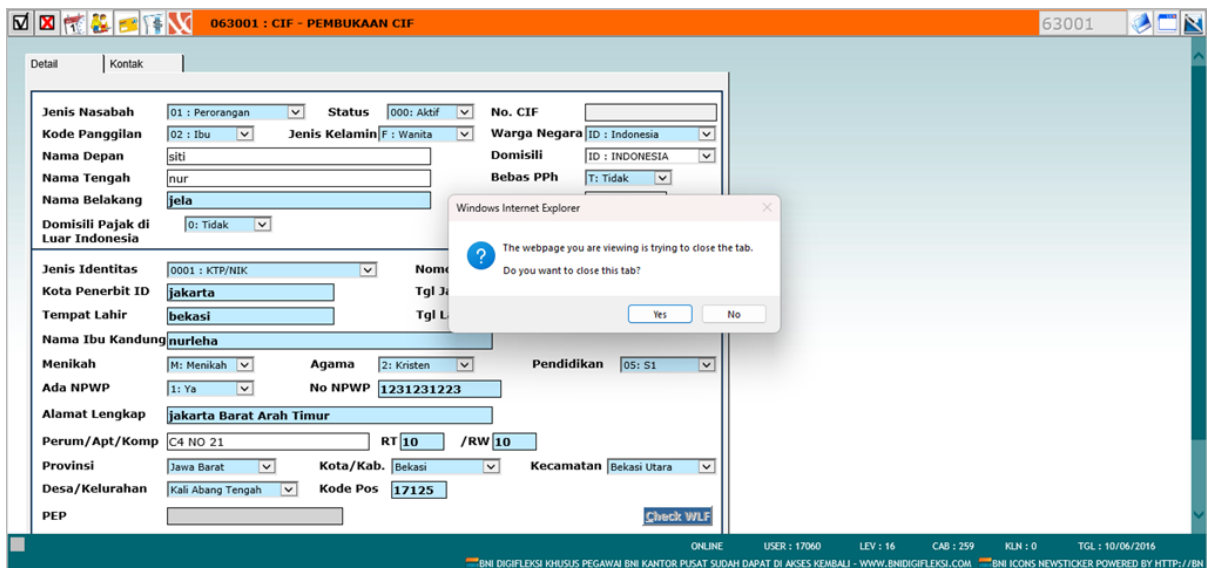 063001 : CIF - PEMBUKAAN CIF 63001
Detail Kontak
Jenis Nasabah 01 : Perorangan Status 000: Aktif No. CIF
Kode Panggilan 02 : Ibu Jenis Kelamin F : Wanita Warga Negara ID : Indonesia
Nama Depan siti Domisili ID : INDONESIA
Nama Tengah nur Bebas PPh T: Tidak
Nama Belakang jela
Domisili Pajak di 0: Tidak
Luar Indonesia
Windows Internet Explorer
The webpage you are viewing is trying to close the tab.
Do you want to close this tab?
Yes No
Jenis Identitas 0001 : KTP/NIK
Kota Penerbit ID jakarta
Tempat Lahir bekasi
Nama Ibu Kandung nurleha
Menikah M: Menikah Agama 2: Kristen Pendidikan 05: S1
Ada NPWP 1: Ya No NPWP 1231231223
Alamat Lengkap jakarta Barat Arah Timur
Perum/Apt/Komp C4 NO 21 RT 10 /RW 10
Provinsi Jawa Barat Kota/Kab. Bekasi Kecamatan Bekasi Utara
Desa/Kelurahan Kali Abang Tengah Kode Pos 17125
PEP Check WLF
ONLINE USER : 17060 LEV : 16 CAB : 259 KLN : 0 TGL : 10/06/2016
BNI DIGIFLEKSI KHUSUS PEGAWAI BNI KANTOR PUSAT SUDAH DAPAT DI AKSES KEMBALI - WWW.BNIDIGIFLEKSI.COM BNI ICONS NEWSTICKER POWERED BY HTTP://BN